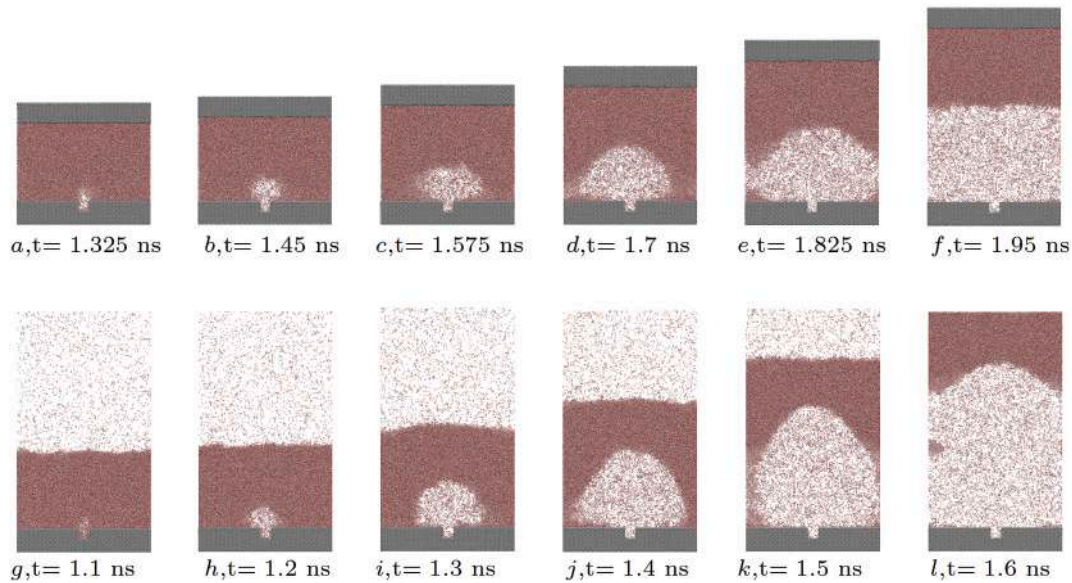 a,t= 1.325 ns b,t= 1.45 ns c,t= 1.575 ns d,t= 1.7 ns e,t= 1.825 ns f,t= 1.95 ns
g,t= 1.1 ns h,t= 1.2 ns i,t= 1.3 ns j,t= 1.4 ns k,t= 1.5 ns l,t= 1.6 ns